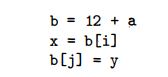 b = 12 + a
x = b[i]
b[j] = y